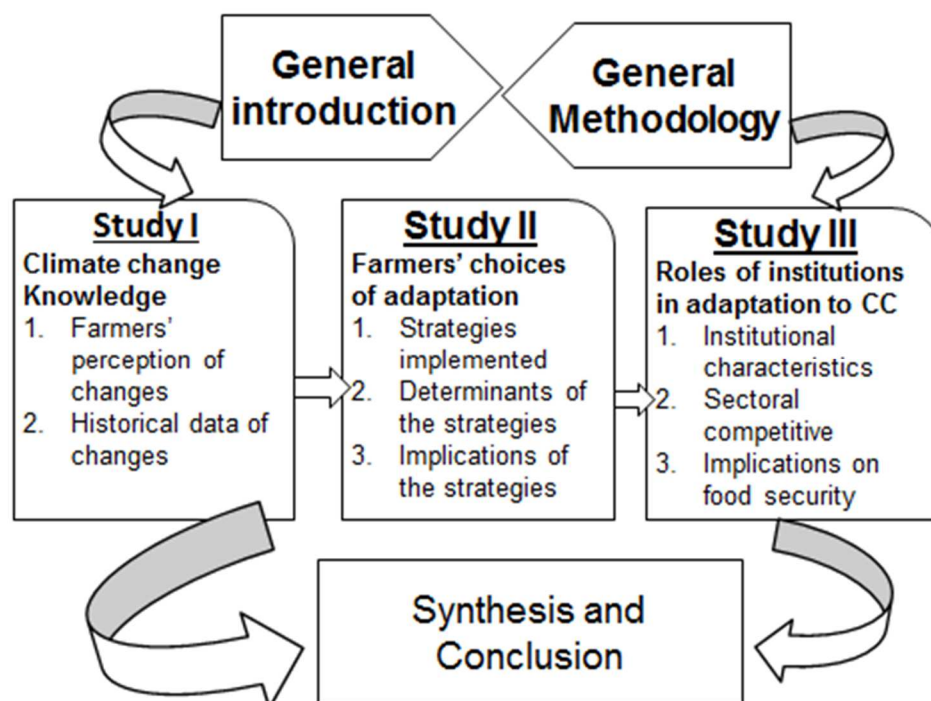 General
introduction
General
Methodology
Study I
Climate change
Knowledge
1. Farmers'
perception of
changes
2. Historical data of
changes
Study II
Farmers' choices
of adaptation
1. Strategies
implemented
2. Determinants of
the strategies
3. Implications of
the strategies
Study III
Roles of institutions
in adaptation to CC
1. Institutional
characteristics
2. Sectoral
competitive
3. Implications on
food security
Synthesis and
Conclusion